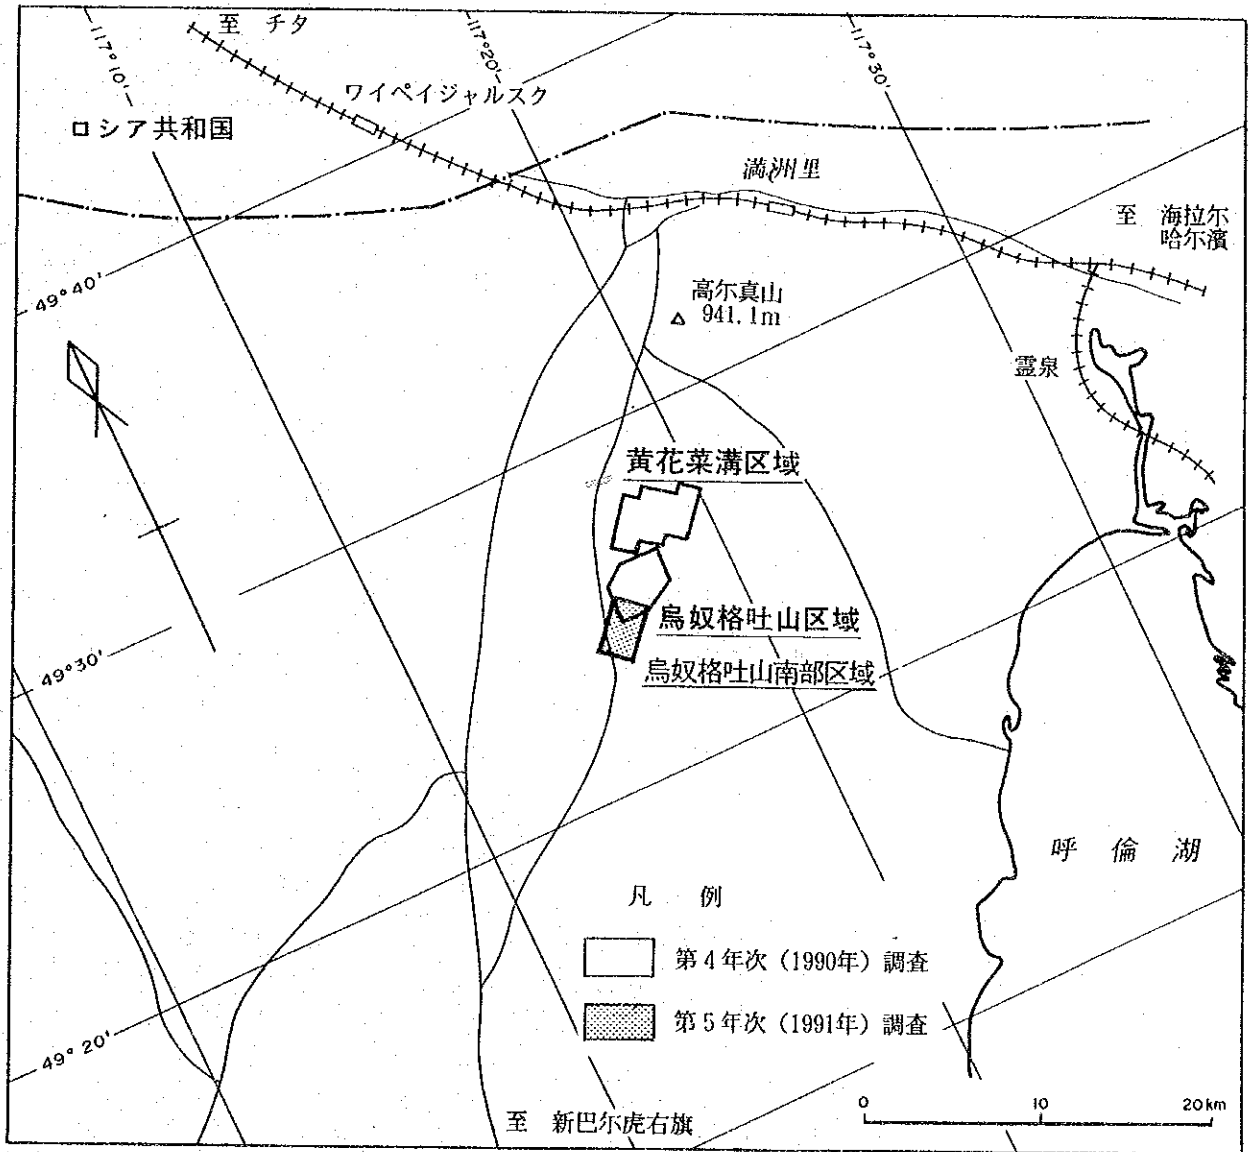 至 チタ
117°10'
117°20'
117°30'
ワイペイジャルスク
ロシア共和国
満洲里
至 海拉尔
哈尔濱
49°40'
高尓真山
941.1m
霊泉
黄花菜溝区域
烏奴格吐山区域
烏奴格吐山南部区域
49°30'
呼倫湖
凡 例
第4年次(1990年)調査
第5年次(1991年)調査
49°20'
0 10 20km
至 新巴尔虎右旗